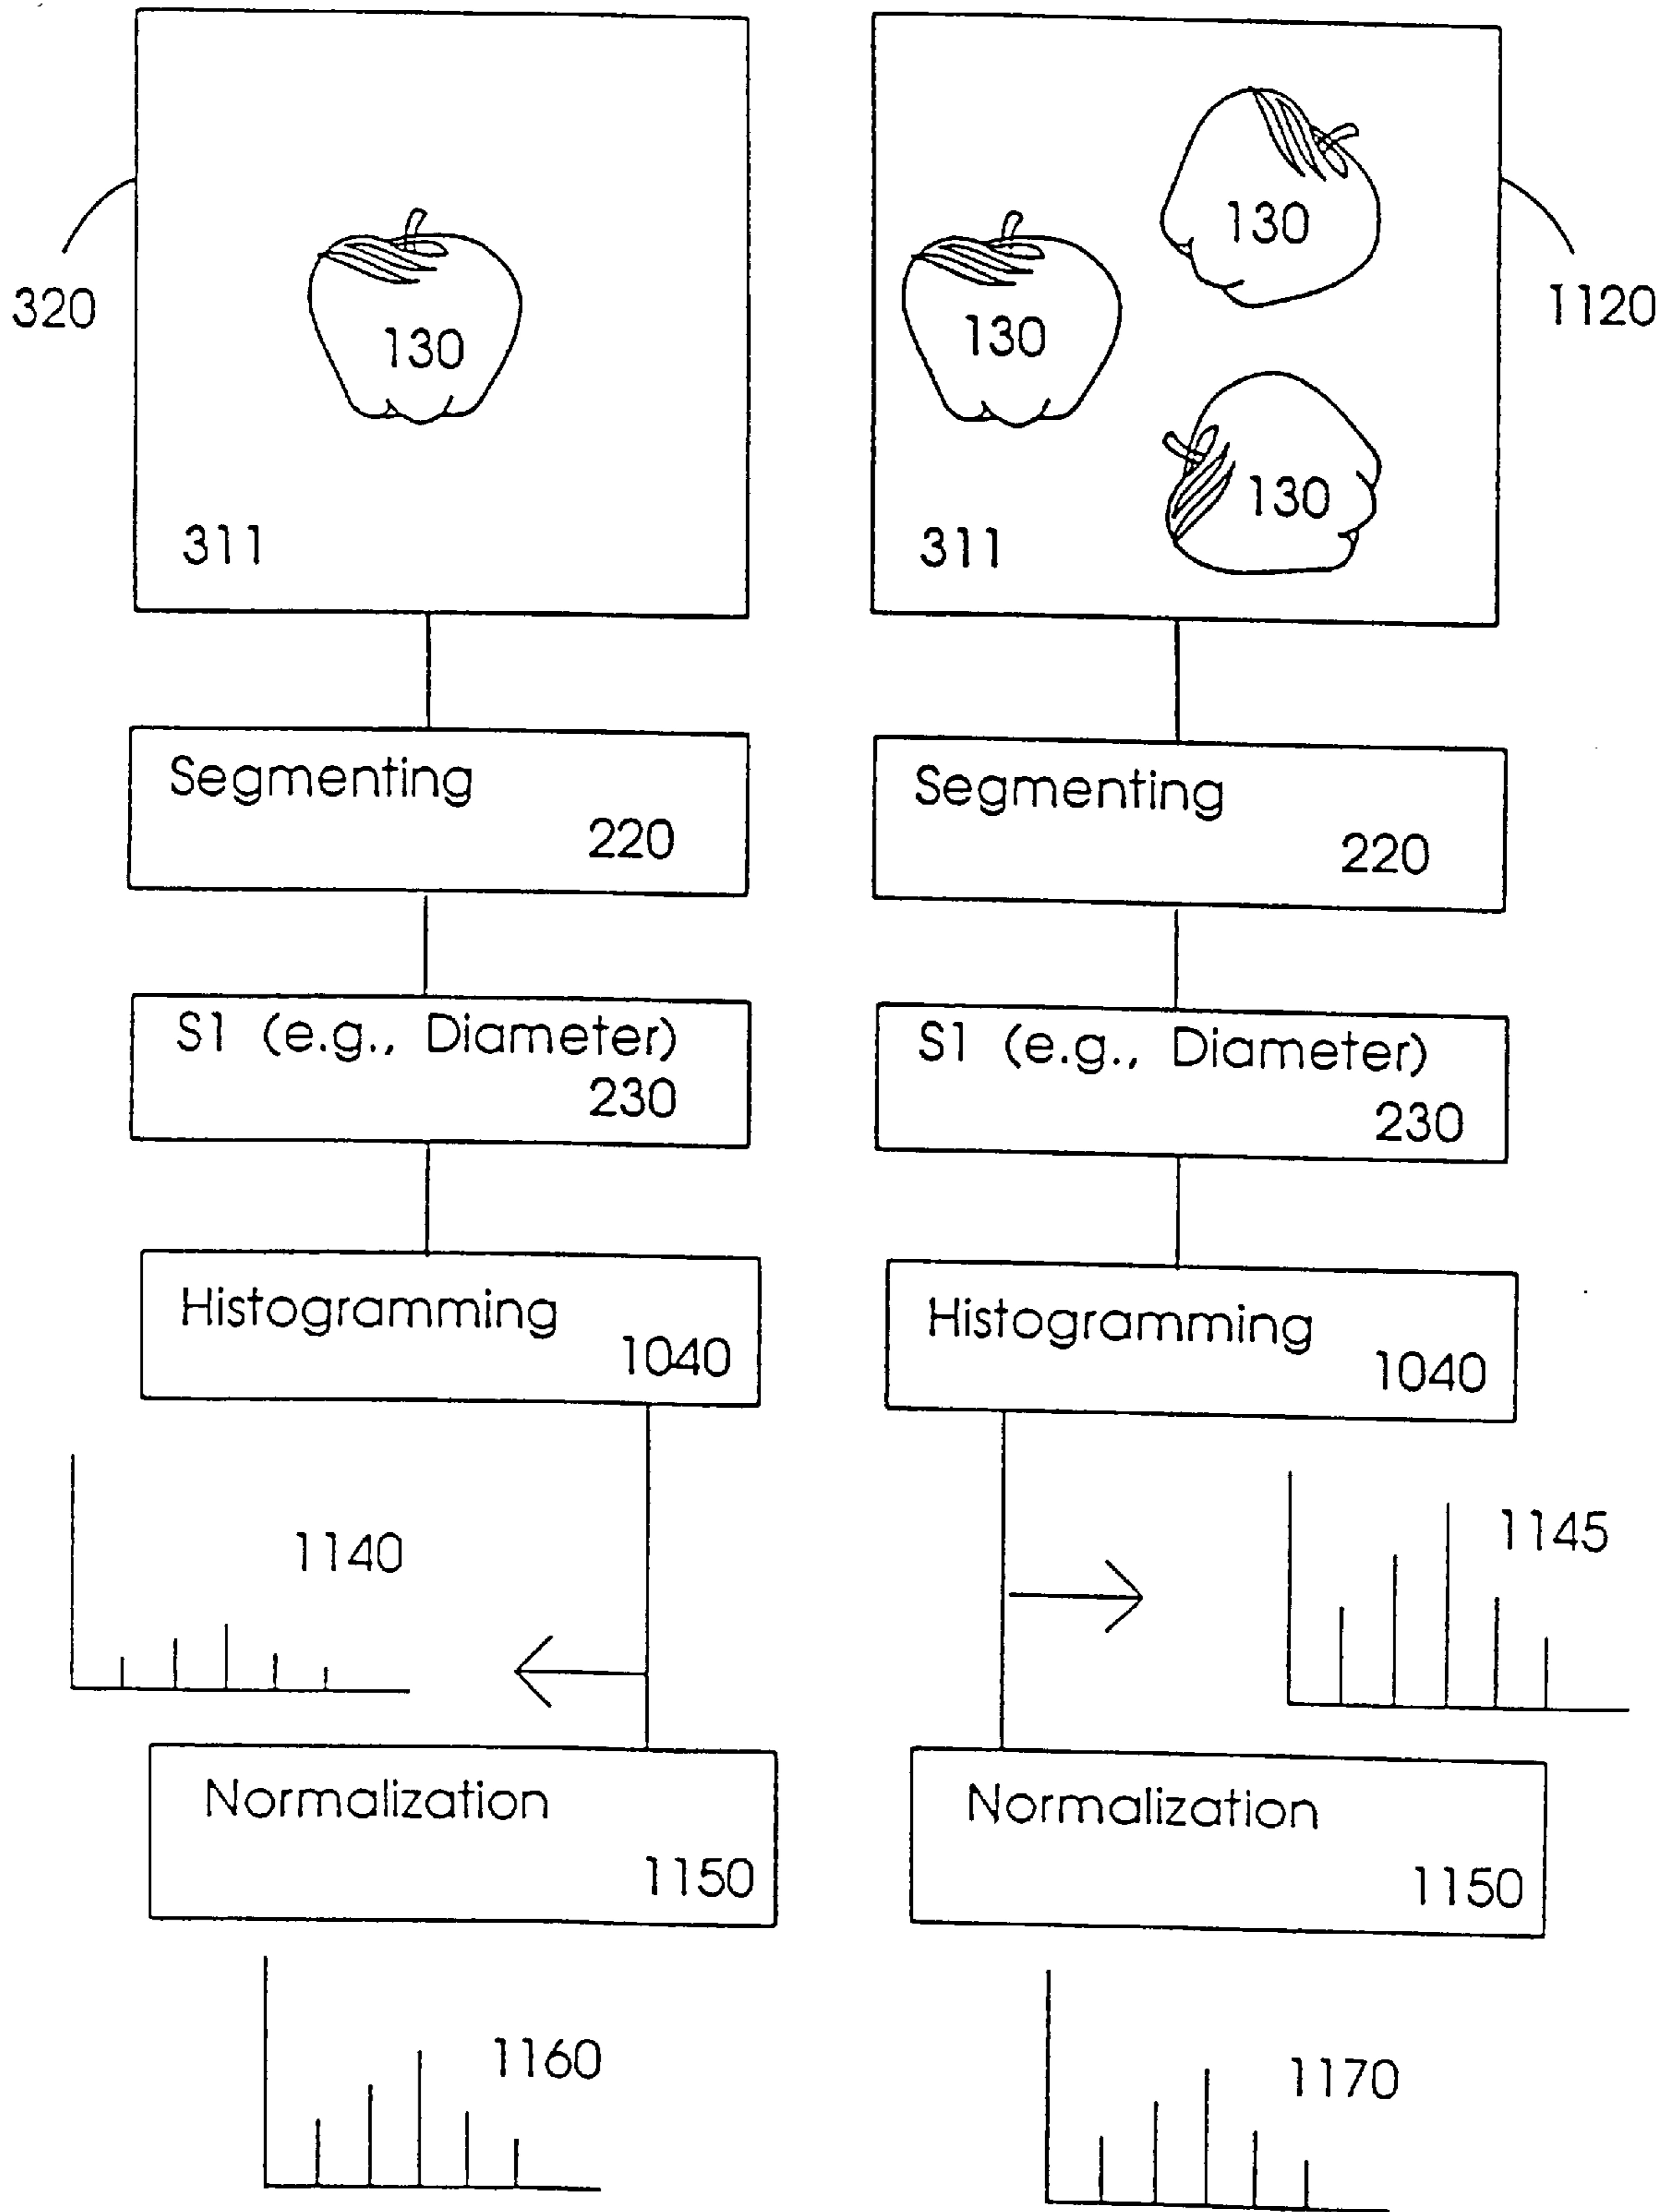 320
130
311
Segmenting
220
S1 (e.g., Diameter)
230
Histogramming
1040
1140
Normalization
1150
1160
130
130
130
311
1120
Segmenting
220
S1 (e.g., Diameter)
230
Histogramming
1040
1145
Normalization
1150
1170